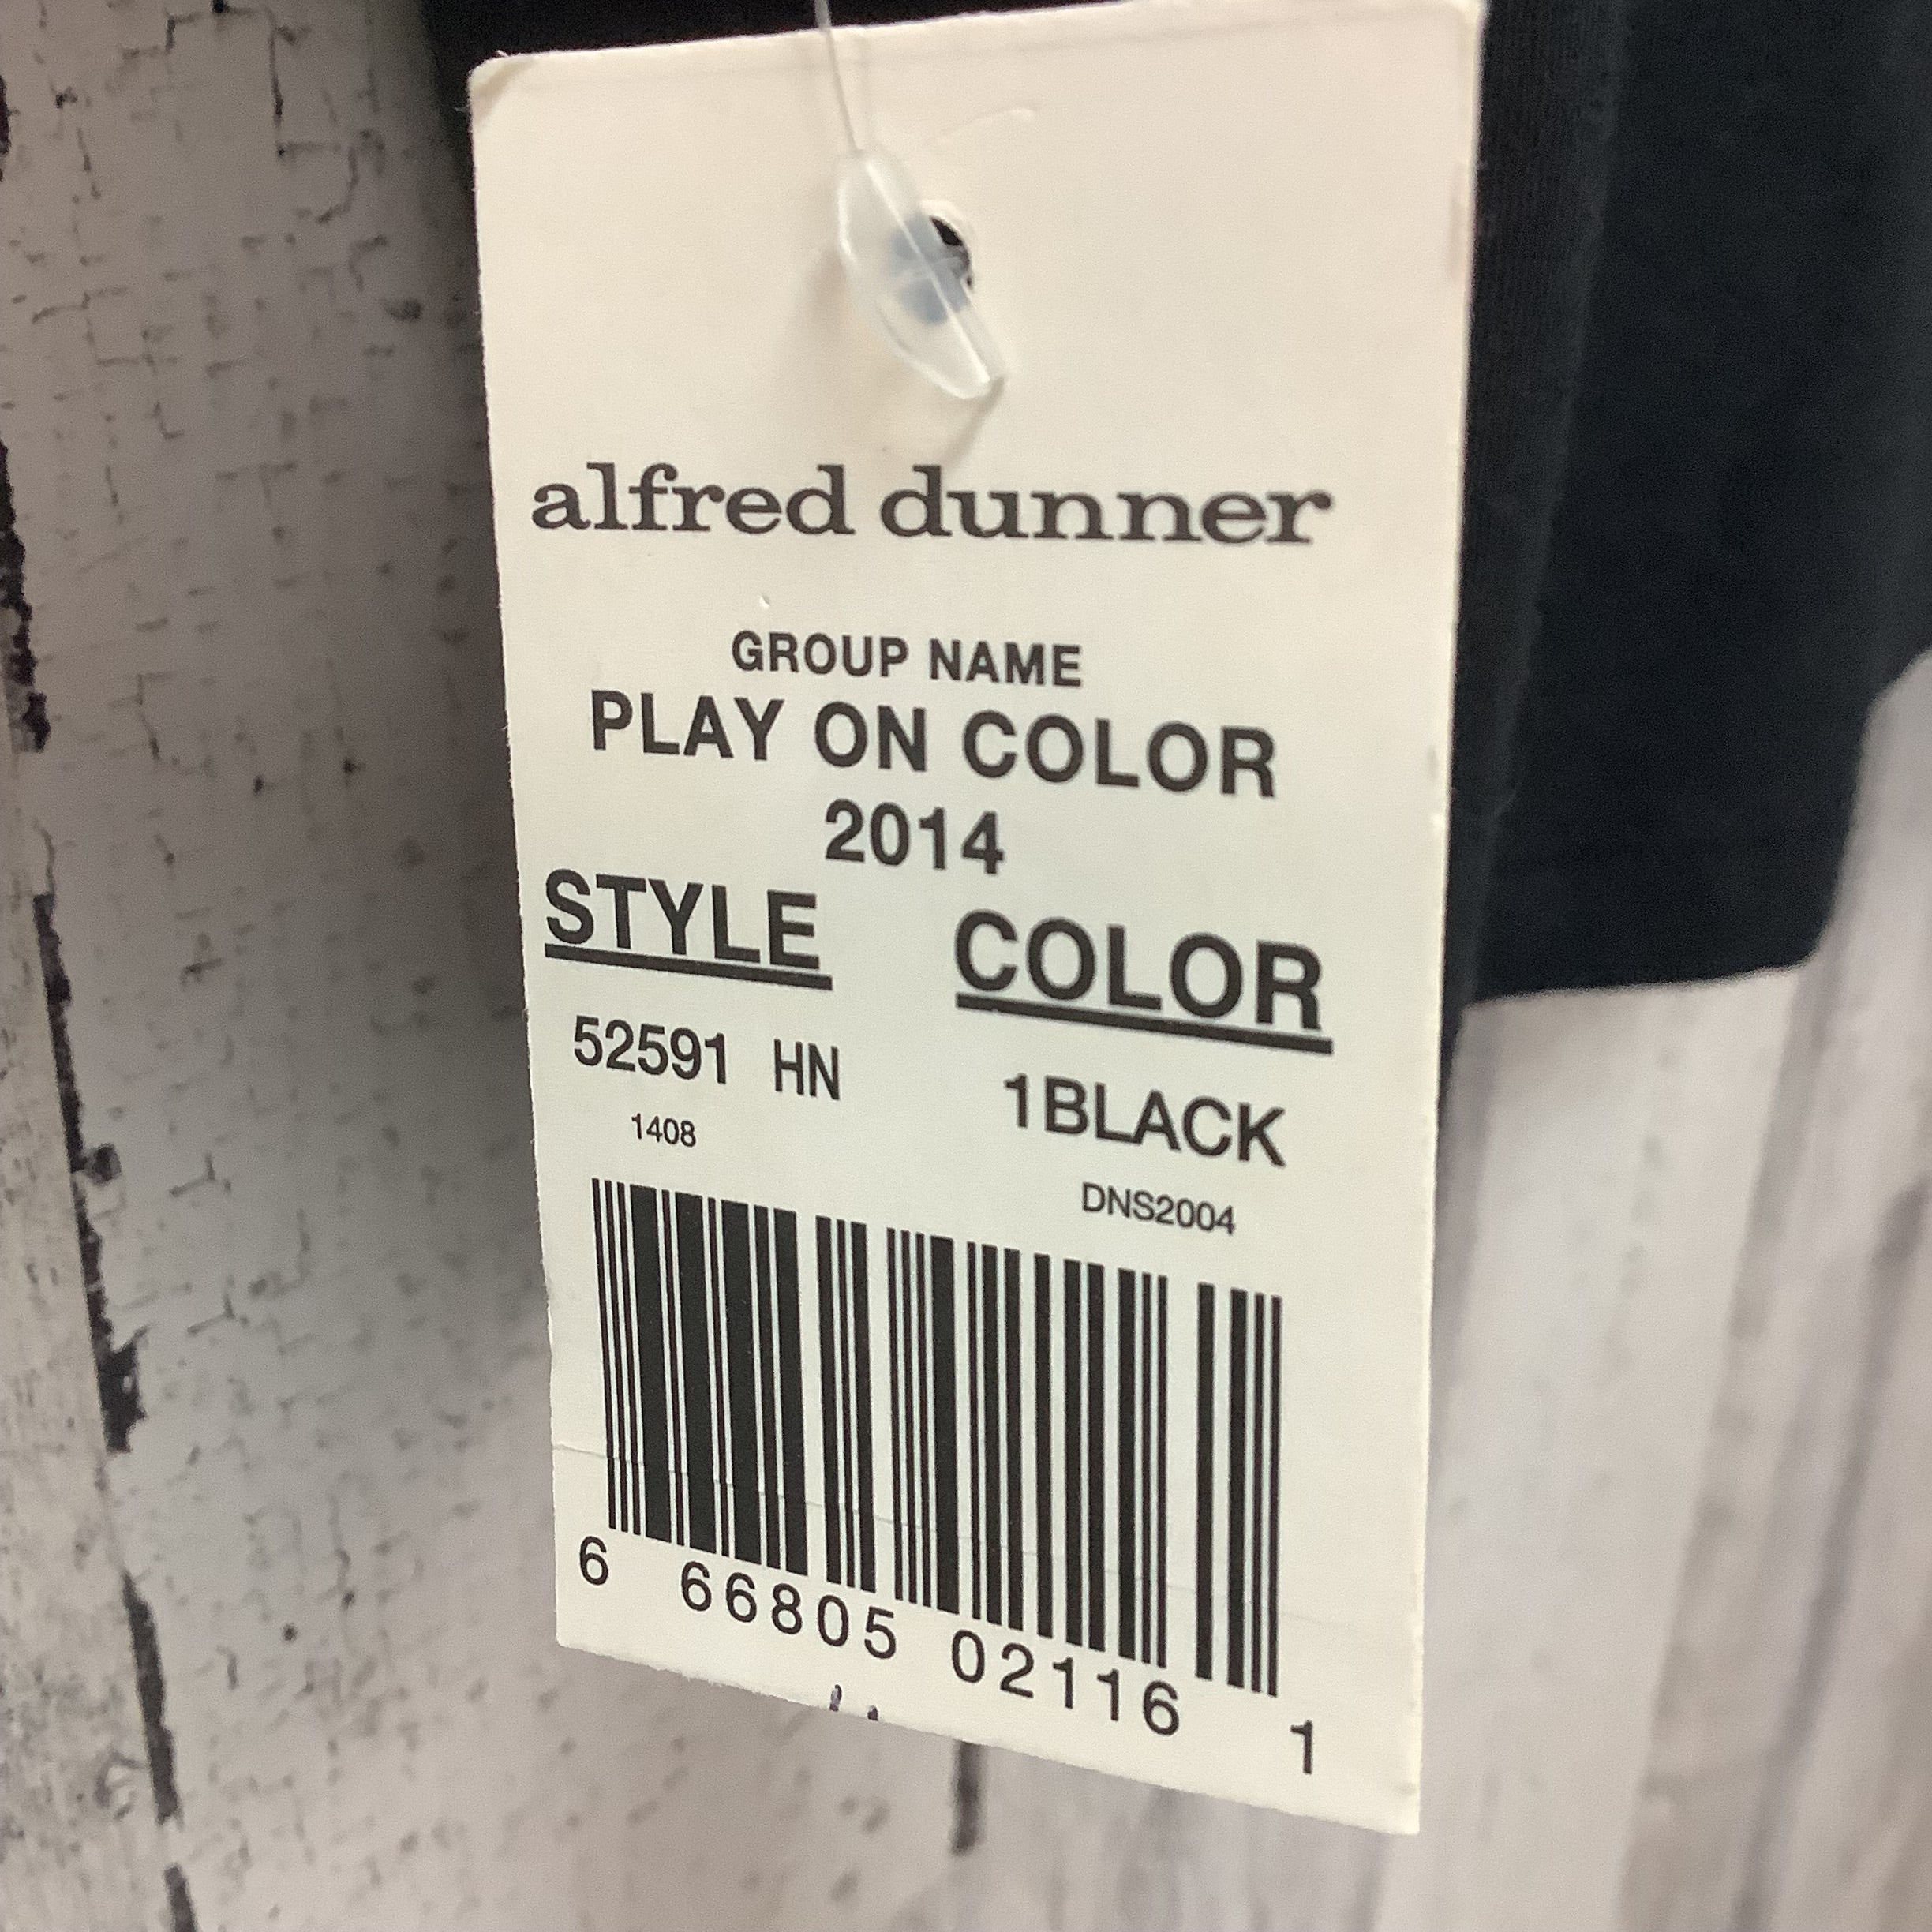 alfred dunner
GROUP NAME
PLAY ON COLOR
2014
STYLE COLOR
52591 HN 1BLACK
1408 DNS2004
6 66805 02116 1